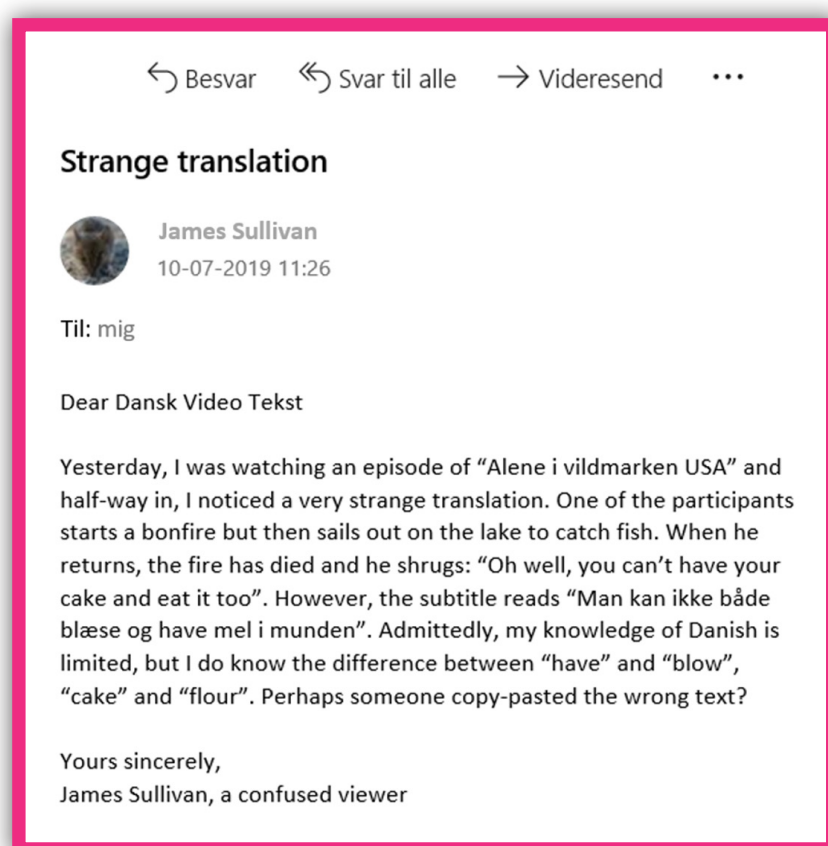 Besvar Svar til alle Videresend ...
Strange translation
James Sullivan
10-07-2019 11:26
Til: mig
Dear Dansk Video Tekst
Yesterday, I was watching an episode of “Alene i vildmarken USA” and
half-way in, I noticed a very strange translation. One of the participants
starts a bonfire but then sails out on the lake to catch fish. When he
returns, the fire has died and he shrugs: “Oh well, you can’t have your
cake and eat it too”. However, the subtitle reads “Man kan ikke både
blæse og have mel i munden”. Admittedly, my knowledge of Danish is
limited, but I do know the difference between “have” and “blow”,
“cake” and “flour”. Perhaps someone copy-pasted the wrong text?
Yours sincerely,
James Sullivan, a confused viewer